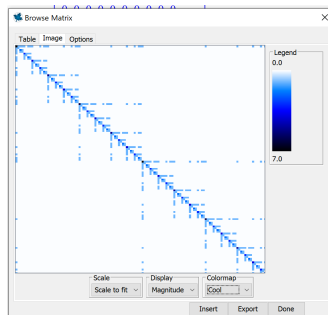 Browse Matrix
Table Image Options
Legend
0.0
7.0
Scale Display Colormap
Scale to fit Magnitude Cool
Insert Export Done